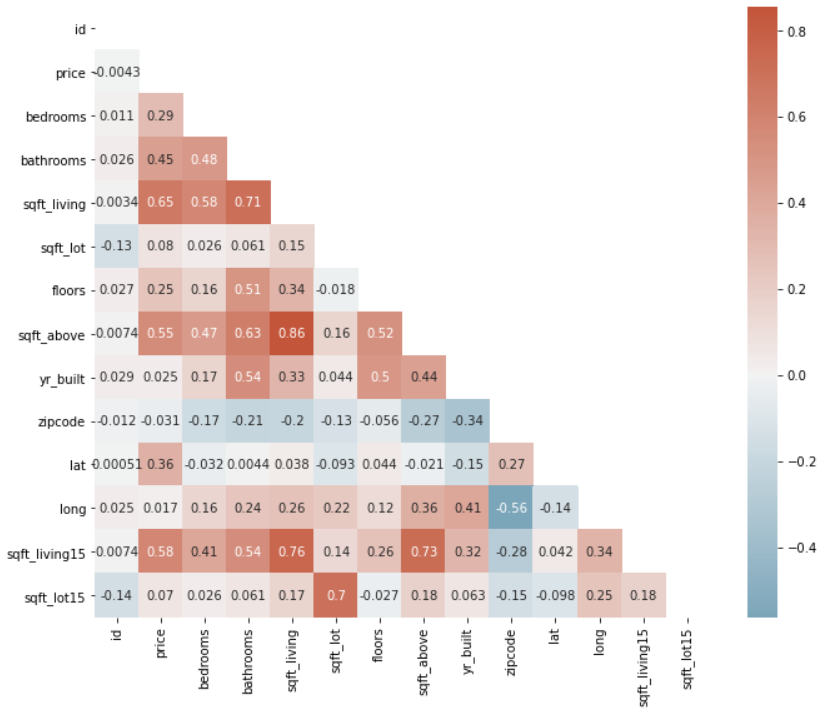 id
price -0.0043
bedrooms 0.011 0.29
bathrooms 0.026 0.45 0.48
sqft_living 0.0034 0.65 0.58 0.71
sqft_lot -0.13 0.08 0.026 0.061 0.15
floors 0.027 0.25 0.16 0.51 0.34 -0.018
sqft_above 0.0074 0.55 0.47 0.63 0.86 0.16 0.52
yr_built 0.029 0.025 0.17 0.54 0.33 0.044 0.5 0.44
zipcode -0.012 -0.031 -0.17 -0.21 -0.2 -0.13 -0.056 -0.27 -0.34
lat 0.00051 0.36 -0.032 0.0044 0.038 -0.093 0.044 -0.021 -0.15 0.27
long 0.025 0.017 0.16 0.24 0.26 0.22 0.12 0.36 0.41 -0.56 -0.14
sqft_living15 0.0074 0.58 0.41 0.54 0.76 0.14 0.26 0.73 0.32 -0.28 0.042 0.34
sqft_lot15 -0.14 0.07 0.026 0.061 0.17 0.7 -0.027 0.18 0.063 -0.15 -0.098 0.25 0.18
id
price
bedrooms
bathrooms
sqft_living
sqft_lot
floors
sqft_above
yr_built
zipcode
lat
long
sqft_living15
sqft_lot15
0.8
0.6
0.4
0.2
0.0
−0.2
−0.4